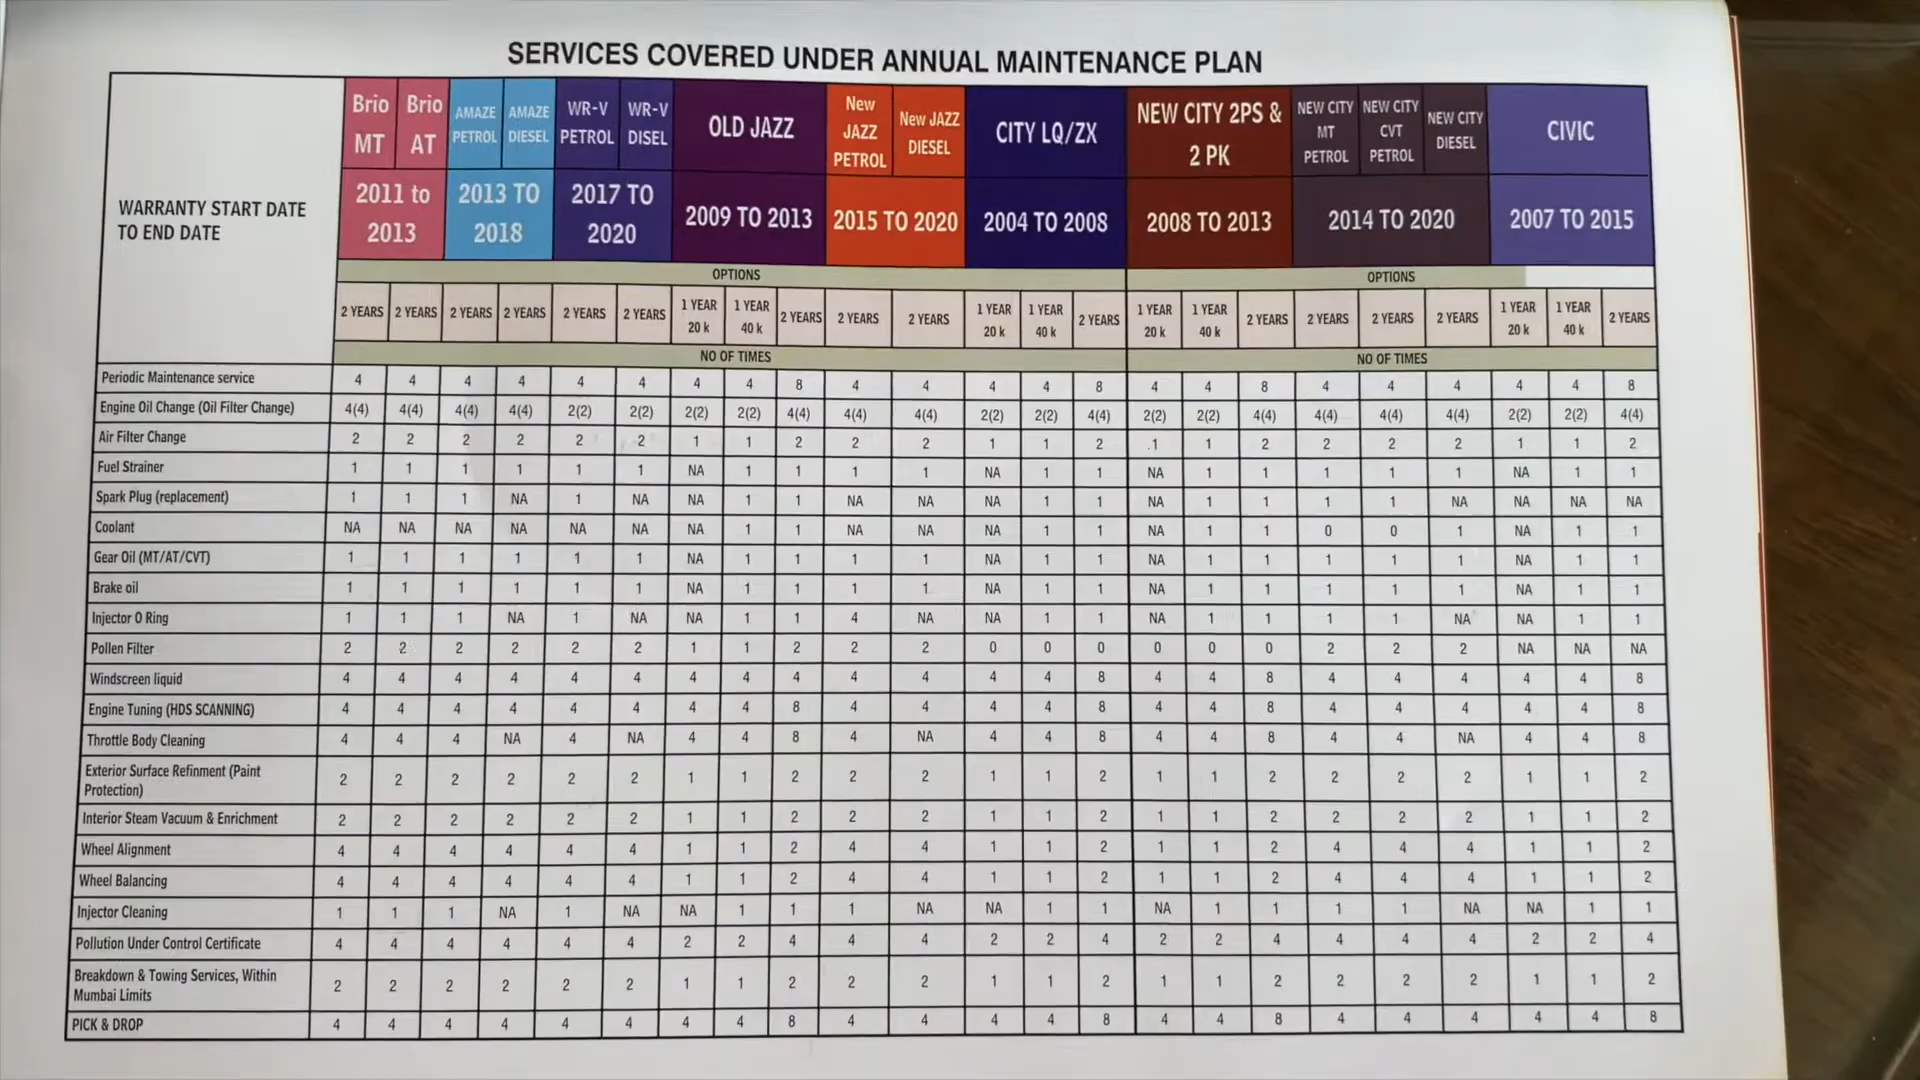 SERVICES COVERED UNDER ANNUAL MAINTENANCE PLAN
WARRANTY START DATE TO END DATE
Brio MT
Brio AT
AMAZE PETROL
AMAZE DIESEL
WR-V PETROL
WR-V DISEL
OLD JAZZ
New JAZZ PETROL
New JAZZ DIESEL
CITY LQ/ZX
NEW CITY 2PS & 2 PK
NEW CITY MT PETROL
NEW CITY CVT PETROL
NEW CITY DIESEL
CIVIC
2011 to 2013
2013 TO 2018
2017 TO 2020
2009 TO 2013
2015 TO 2020
2004 TO 2008
2008 TO 2013
2014 TO 2020
2007 TO 2015
OPTIONS OPTIONS
2 YEARS 2 YEARS 2 YEARS 2 YEARS 2 YEARS 2 YEARS 1 YEAR 20 k 1 YEAR 40 k 2 YEARS 2 YEARS 2 YEARS 1 YEAR 20 k 1 YEAR 40 k 2 YEARS 1 YEAR 20 k 1 YEAR 40 k 2 YEARS 2 YEARS 2 YEARS 2 YEARS 1 YEAR 20 k 1 YEAR 40 k 2 YEARS
NO OF TIMES NO OF TIMES
Periodic Maintenance service 4 4 4 4 4 4 4 4 8 4 4 4 4 8 4 4 8 4 4 4 4 4 8
Engine Oil Change (Oil Filter Change) 4(4) 4(4) 4(4) 4(4) 2(2) 2(2) 2(2) 2(2) 4(4) 4(4) 4(4) 2(2) 2(2) 4(4) 2(2) 2(2) 4(4) 4(4) 4(4) 4(4) 2(2) 2(2) 4(4)
Air Filter Change 2 2 2 2 2 2 1 1 2 2 2 1 1 2 1 1 2 2 2 2 1 1 2
Fuel Strainer 1 1 1 1 1 1 NA 1 1 1 1 NA 1 1 NA 1 1 1 1 1 NA 1 1
Spark Plug (replacement) 1 1 1 NA 1 NA NA 1 1 NA NA NA 1 1 NA 1 1 1 1 NA NA NA NA
Coolant NA NA NA NA NA NA NA 1 1 NA NA NA 1 1 NA 1 1 0 0 1 NA 1 1
Gear Oil (MT/AT/CVT) 1 1 1 1 1 1 NA 1 1 1 1 NA 1 1 NA 1 1 1 1 1 NA 1 1
Brake oil 1 1 1 1 1 1 NA 1 1 1 1 NA 1 1 NA 1 1 1 1 1 NA 1 1
Injector O Ring 1 1 1 NA 1 NA NA 1 1 4 NA NA 1 1 NA 1 1 1 1 NA NA 1 1
Pollen Filter 2 2 2 2 2 2 1 1 2 2 2 0 0 0 0 0 0 2 2 2 NA NA NA
Windscreen liquid 4 4 4 4 4 4 4 4 4 4 4 4 4 8 4 4 8 4 4 4 4 4 8
Engine Tuning (HDS SCANNING) 4 4 4 4 4 4 4 4 8 4 4 4 4 8 4 4 8 4 4 4 4 4 8
Throttle Body Cleaning 4 4 4 NA 4 NA 4 4 8 4 NA 4 4 8 4 4 8 4 4 NA 4 4 8
Exterior Surface Refinment (Paint Protection) 2 2 2 2 2 2 1 1 2 2 2 1 1 2 1 1 2 2 2 2 1 1 2
Interior Steam Vacuum & Enrichment 2 2 2 2 2 2 1 1 2 2 2 1 1 2 1 1 2 2 2 2 1 1 2
Wheel Alignment 4 4 4 4 4 4 1 1 2 4 4 1 1 2 1 1 2 4 4 4 1 1 2
Wheel Balancing 4 4 4 4 4 4 1 1 2 4 4 1 1 2 1 1 2 4 4 4 1 1 2
Injector Cleaning 1 1 1 NA 1 NA NA 1 1 1 NA NA 1 1 NA 1 1 1 1 NA NA 1 1
Pollution Under Control Certificate 4 4 4 4 4 4 2 2 4 4 4 2 2 4 2 2 4 4 4 4 2 2 4
Breakdown & Towing Services, Within Mumbai Limits 2 2 2 2 2 2 1 1 2 2 2 1 1 2 1 1 2 2 2 2 1 1 2
PICK & DROP 4 4 4 4 4 4 4 4 8 4 4 4 4 8 4 4 8 4 4 4 4 4 8